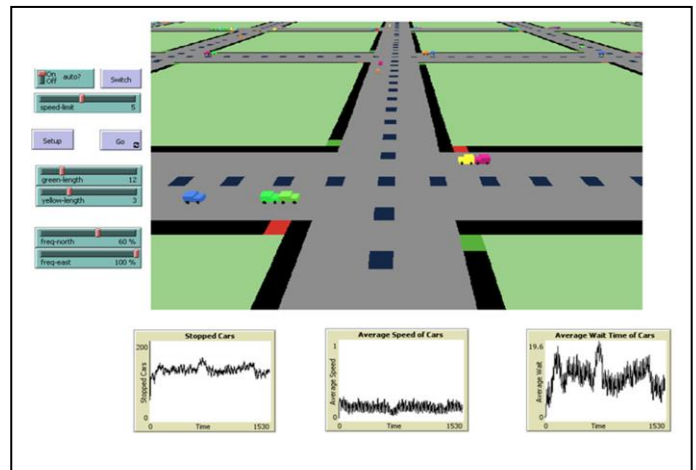 On
Off
auto?
Switch
speed-limit 5
Setup
Go
green-length 12
yellow-length 3
freq-north 60 %
freq-east 100 %
Stopped Cars
200
Stopped Cars
0
0 Time 1530
Average Speed of Cars
1
Average Speed
0
0 Time 1530
Average Wait Time of Cars
19.6
Average Wait
0
0 Time 1530